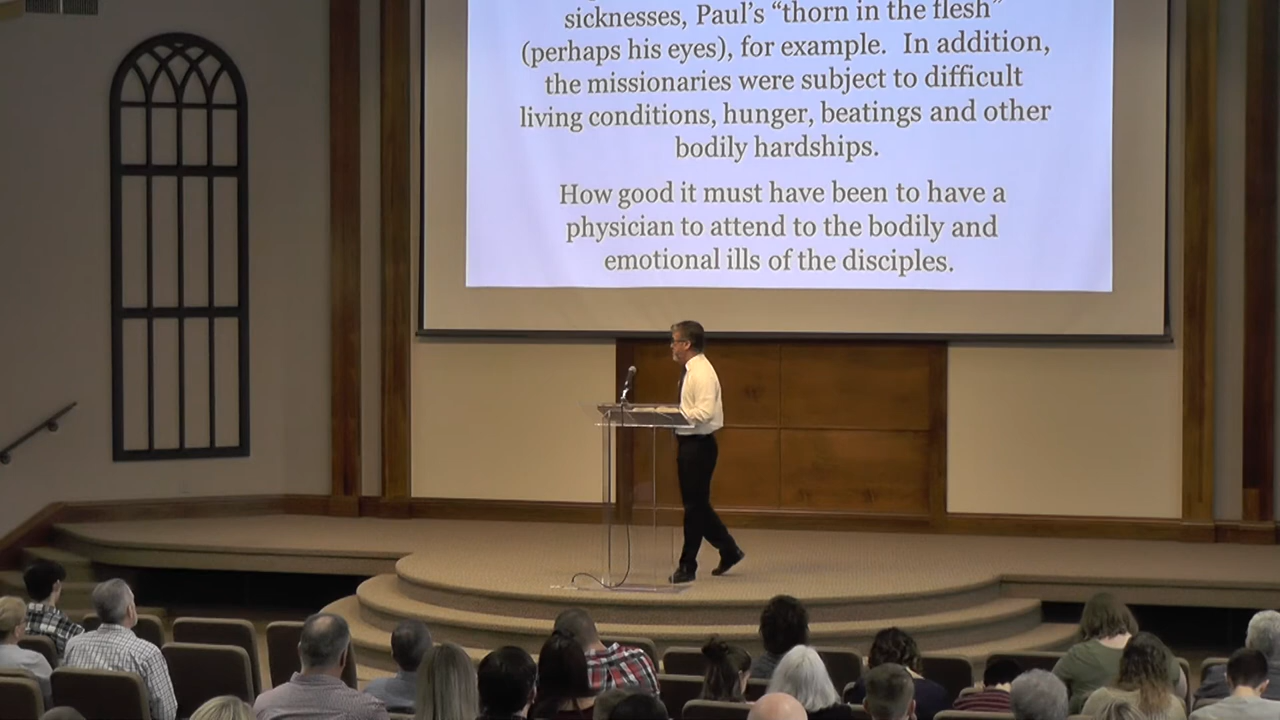 sicknesses, Paul's “thorn in the flesh”
(perhaps his eyes), for example. In addition,
the missionaries were subject to difficult
living conditions, hunger, beatings and other
bodily hardships.
How good it must have been to have a
physician to attend to the bodily and
emotional ills of the disciples.